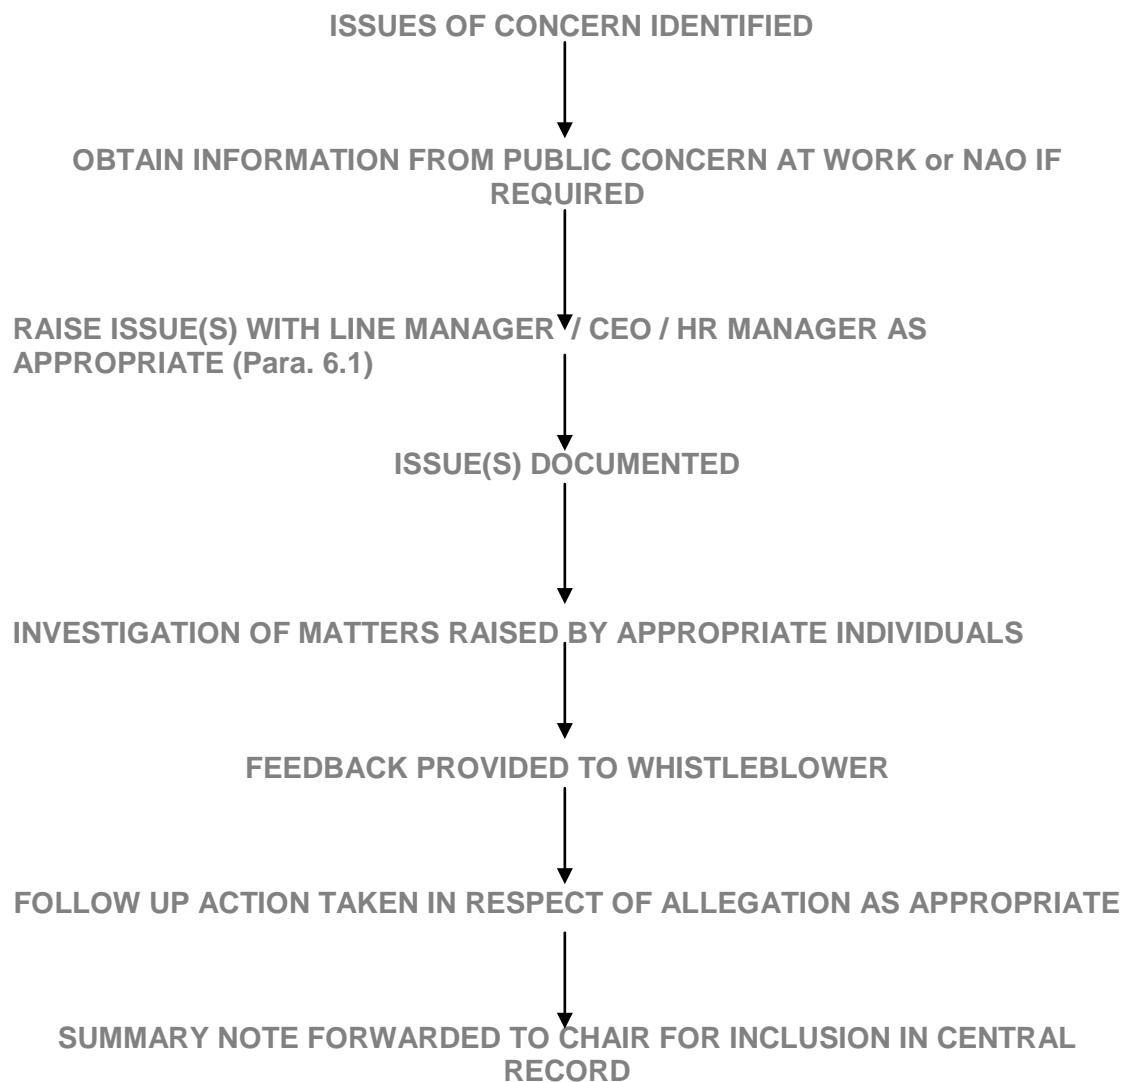 ISSUES OF CONCERN IDENTIFIED
OBTAIN INFORMATION FROM PUBLIC CONCERN AT WORK or NAO IF
REQUIRED
RAISE ISSUE(S) WITH LINE MANAGER / CEO / HR MANAGER AS
APPROPRIATE (Para. 6.1)
ISSUE(S) DOCUMENTED
INVESTIGATION OF MATTERS RAISED BY APPROPRIATE INDIVIDUALS
FEEDBACK PROVIDED TO WHISTLEBLOWER
FOLLOW UP ACTION TAKEN IN RESPECT OF ALLEGATION AS APPROPRIATE
SUMMARY NOTE FORWARDED TO CHAIR FOR INCLUSION IN CENTRAL
RECORD